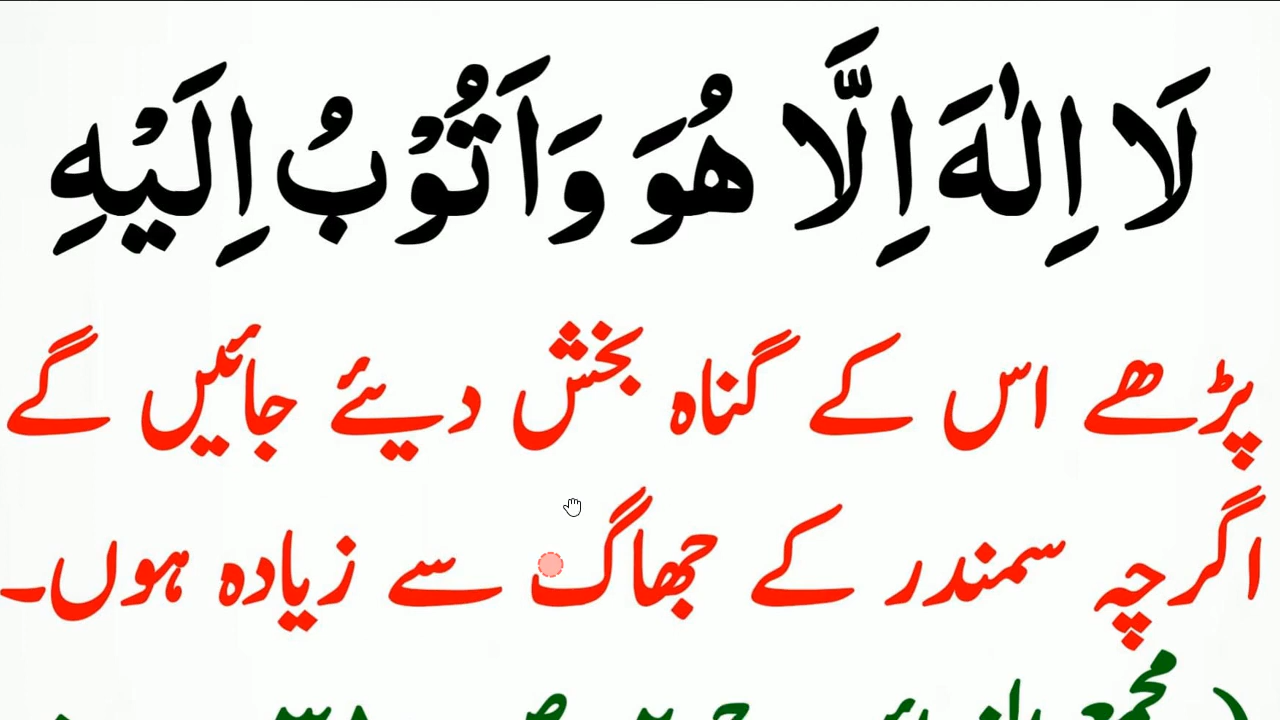 لَا اِلٰهَ اِلَّا هُوَ وَاَتُوْبُ اِلَيْهِ
پڑھے اس کے گناہ بخش دیئے جائیں گے
اگرچہ سمندر کے جھاگ سے زیادہ ہوں۔